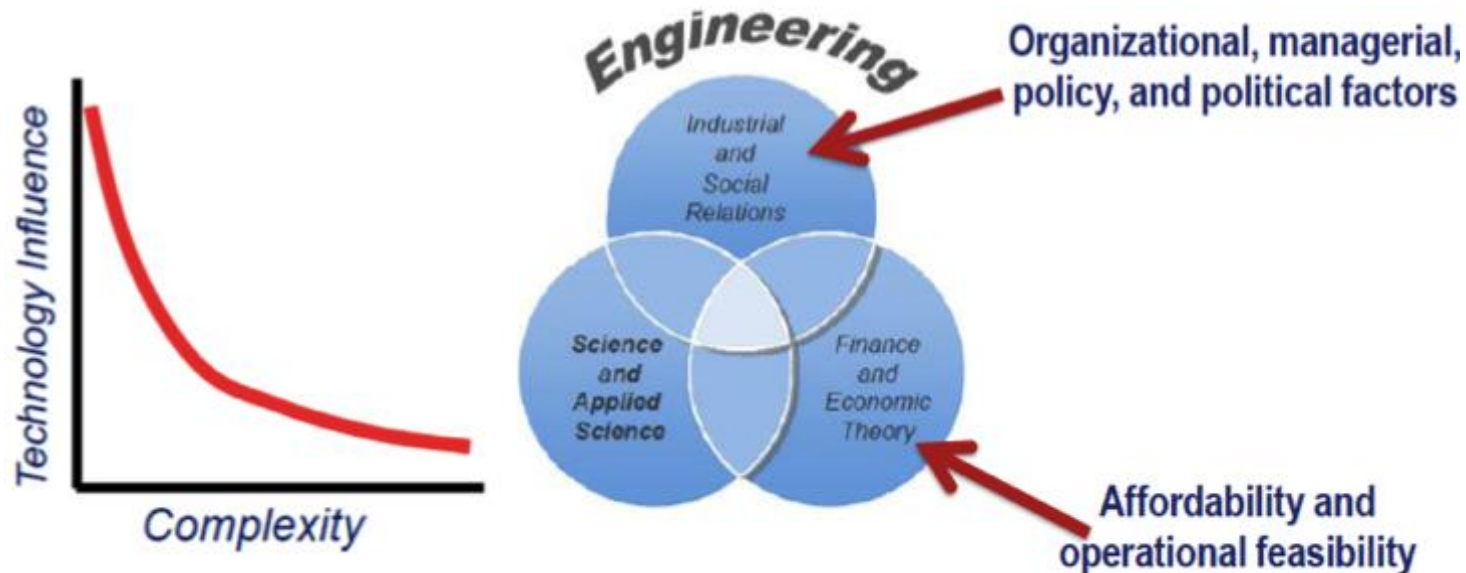 Technology Influence
Complexity
Engineering
Industrial
and
Social
Relations
Science
and
Applied
Science
Finance
and
Economic
Theory
Organizational, managerial,
policy, and political factors
Affordability and
operational feasibility